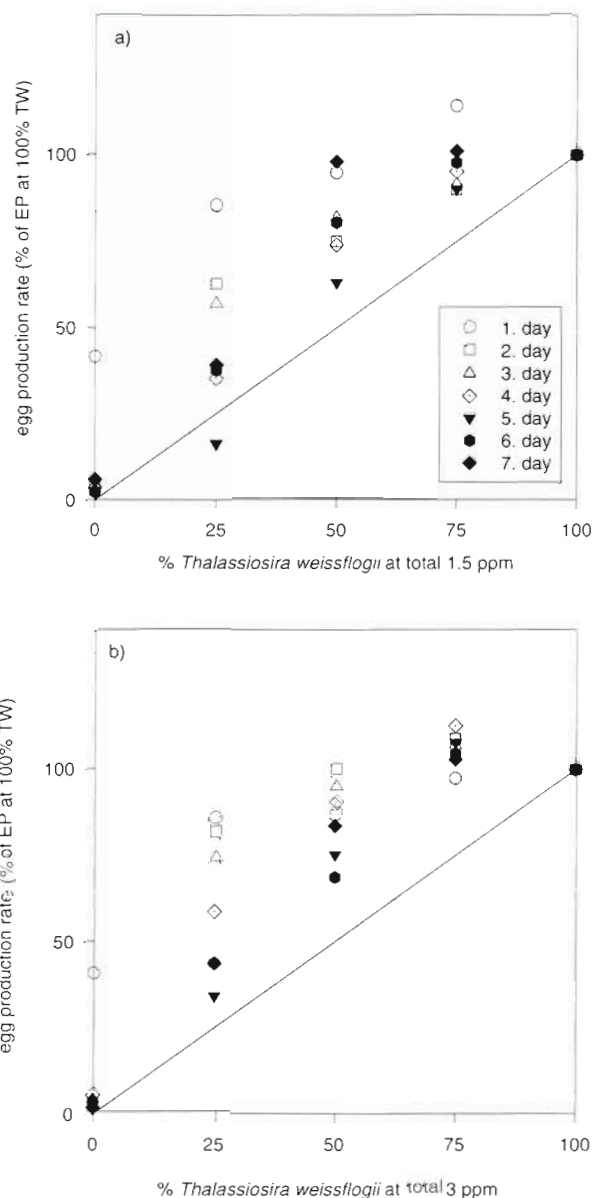 a)
egg production rate (% of EP at 100% TW)
100
50
0
1. day
2. day
3. day
4. day
5. day
6. day
7. day
0 25 50 75 100
% Thalassiosira weissflogii at total 1.5 ppm
b)
egg production rate (% of EP at 100% TW)
100
50
0
0 25 50 75 100
% Thalassiosira weissflogii at total 3 ppm